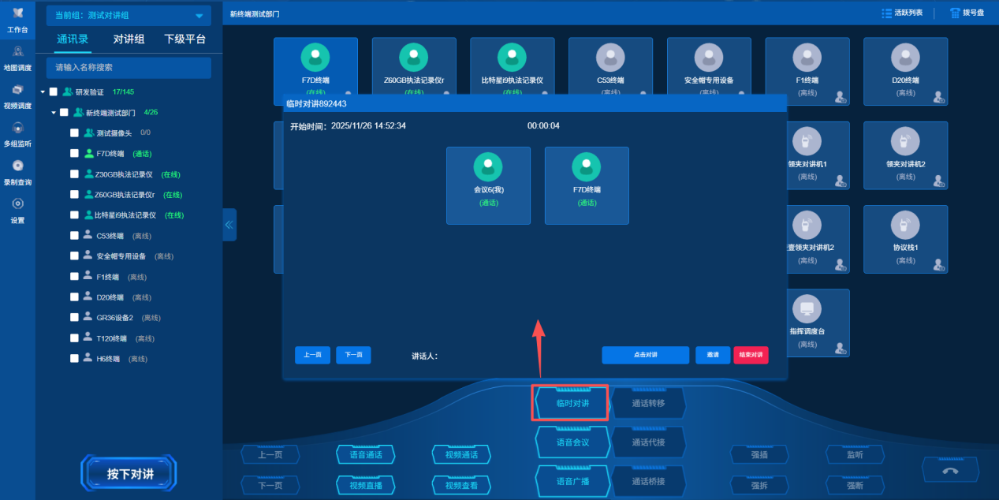 工作台
地图调度
视频调度
多组监听
录制查询
设置
当前组：测试对讲组
通讯录 对讲组 下级平台
请输入名称搜索
研发验证 17/145
新终端测试部门 4/26
测试摄像头 0/0
F7D终端 (通话)
Z30GB执法记录仪 (在线)
Z60GB执法记录仪r (在线)
比特星i9执法记录仪 (在线)
C53终端 (离线)
安全帽专用设备 (离线)
F1终端 (离线)
D20终端 (离线)
GR36设备2 (离线)
T120终端 (离线)
H6终端 (离线)
按下对讲
新终端测试部门
活跃列表 拨号盘
F7D终端
(在线)
Z60GB执法记录仪r
(在线)
比特星i9执法记录仪
(在线)
C53终端
(离线)
安全帽专用设备
(离线)
F1终端
(离线)
D20终端
(离线)
领夹对讲机1
(离线)
领夹对讲机2
(离线)
壹领夹对讲机2
(离线)
协议栈1
(离线)
指挥调度台
(离线)
临时对讲892443
开始时间：2025/11/26 14:52:34 00:00:04
会议6(我)
(通话)
F7D终端
(通话)
上一页 下一页 讲话人： 点击对讲 邀请 结束对讲
临时对讲 通话转移
语音会议 通话代接
语音广播 通话桥接
上一页 语音通话 视频通话 强插 监听
下一页 视频直播 视频查看 强拆 强断